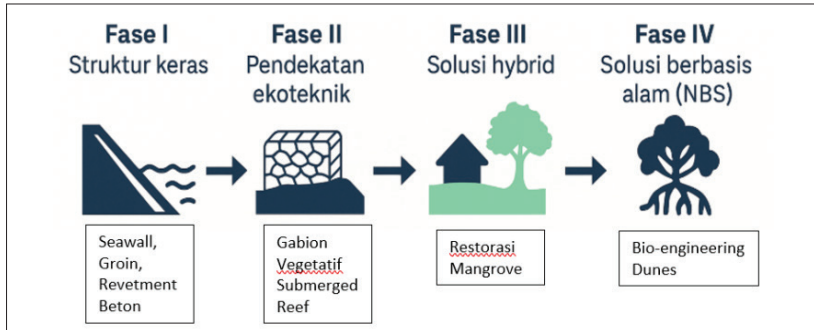 Fase I
Struktur keras
Fase II
Pendekatan
ekoteknik
Fase III
Solusi hybrid
Fase IV
Solusi berbasis
alam (NBS)
Seawall,
Groin,
Revetment
Beton
Gabion
Vegetatif
Submerged
Reef
Restorasi
Mangrove
Bio-engineering
Dunes